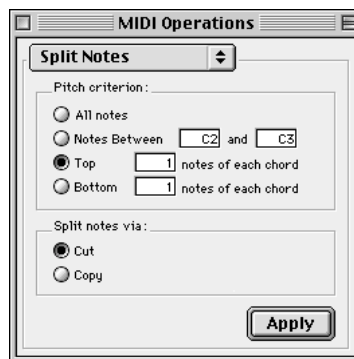 MIDI Operations
Split Notes
Pitch criterion:
All notes
Notes Between C2 and C3
Top 1 notes of each chord
Bottom 1 notes of each chord
Split notes via:
Cut
Copy
Apply